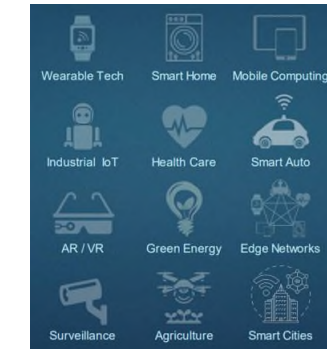 Wearable Tech
Smart Home
Mobile Computing
Industrial IoT
Health Care
Smart Auto
AR / VR
Green Energy
Edge Networks
Surveillance
Agriculture
Smart Cities